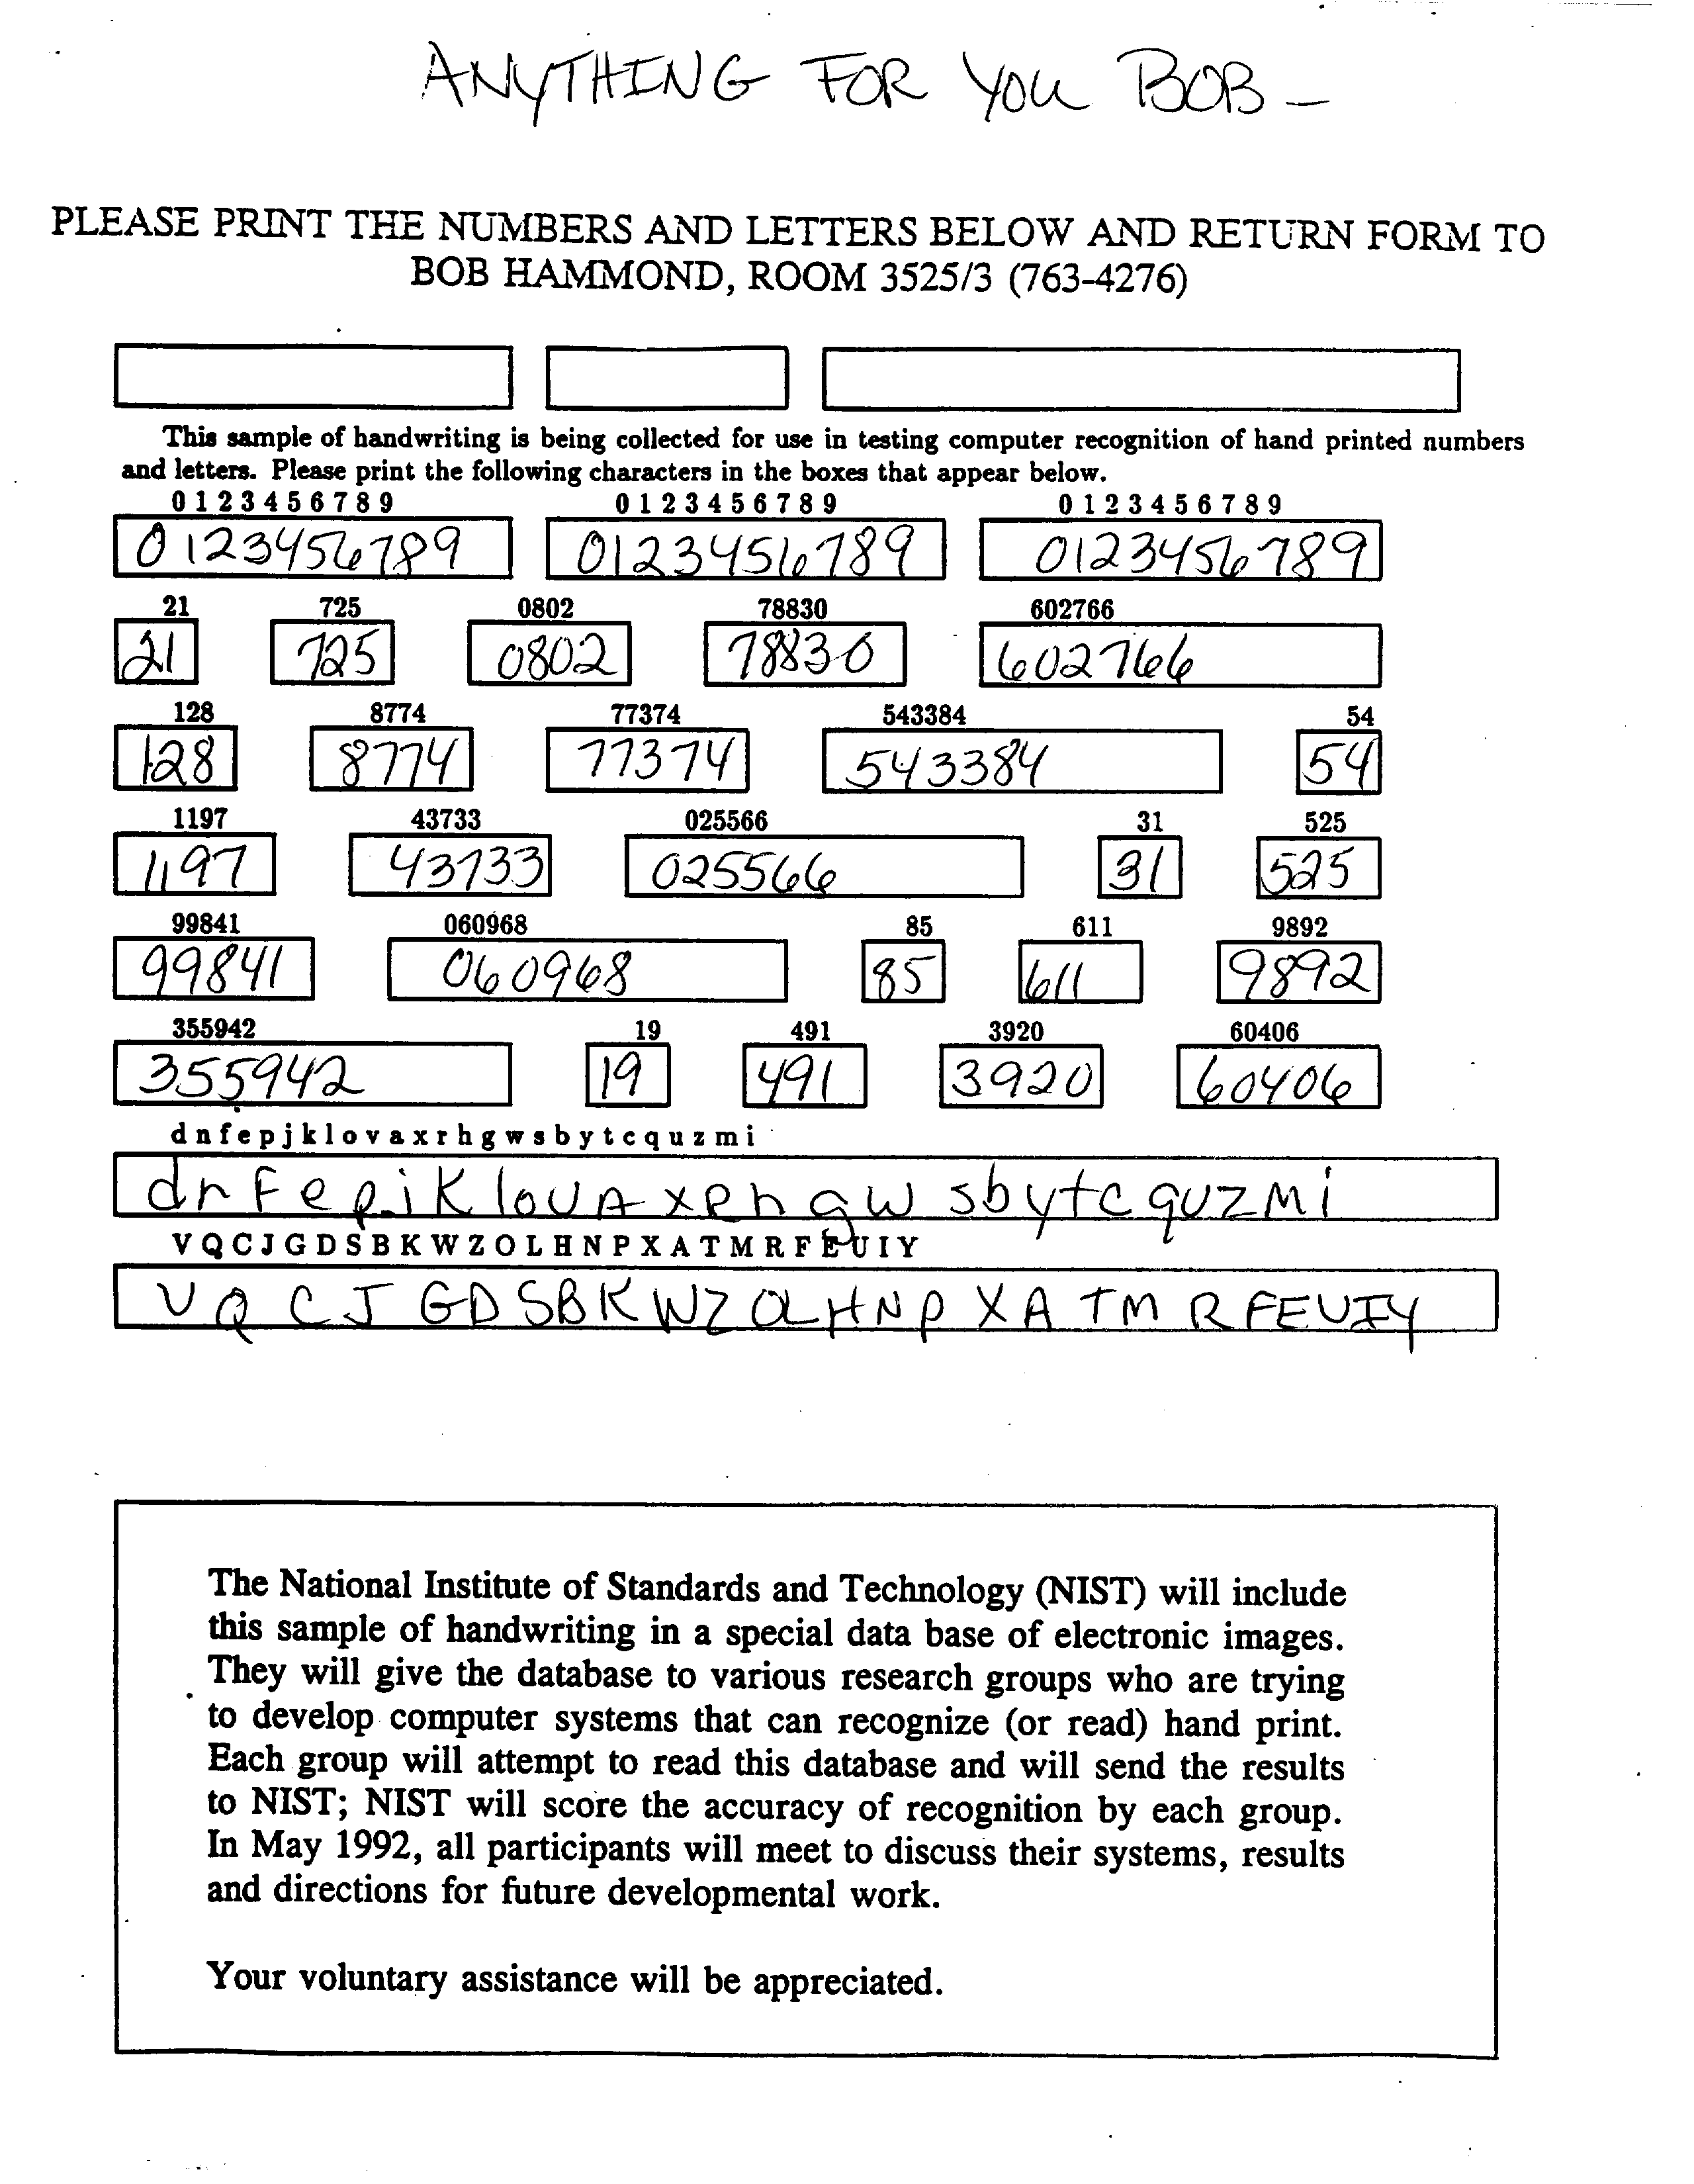 ANYTHING FOR YOU BOB –
PLEASE PRINT THE NUMBERS AND LETTERS BELOW AND RETURN FORM TO
BOB HAMMOND, ROOM 3525/3 (763-4276)
This sample of handwriting is being collected for use in testing computer recognition of hand printed numbers
and letters. Please print the following characters in the boxes that appear below.
0 1 2 3 4 5 6 7 8 9 0 1 2 3 4 5 6 7 8 9 0 1 2 3 4 5 6 7 8 9
0123456789 0123456789 0123456789
21 725 0802 78830 602766
21 725 0802 78830 602766
128 8774 77374 543384 54
128 8774 77374 543384 54
1197 43733 025566 31 525
1197 43733 025566 31 525
99841 060968 85 611 9892
99841 060968 85 611 9892
355942 19 491 3920 60406
355942 19 491 3920 60406
d n f e p j k l o v a x r h g w s b y t c q u z m i
d n F e p j K l o U A x R h g w s b y t c q u z M i
V Q C J G D S B K W Z O L H N P X A T M R F E U I Y
V Q C J G D S B K W Z O L H N P X A T M R F E U I Y
The National Institute of Standards and Technology (NIST) will include
this sample of handwriting in a special data base of electronic images.
They will give the database to various research groups who are trying
to develop computer systems that can recognize (or read) hand print.
Each group will attempt to read this database and will send the results
to NIST; NIST will score the accuracy of recognition by each group.
In May 1992, all participants will meet to discuss their systems, results
and directions for future developmental work.
Your voluntary assistance will be appreciated.